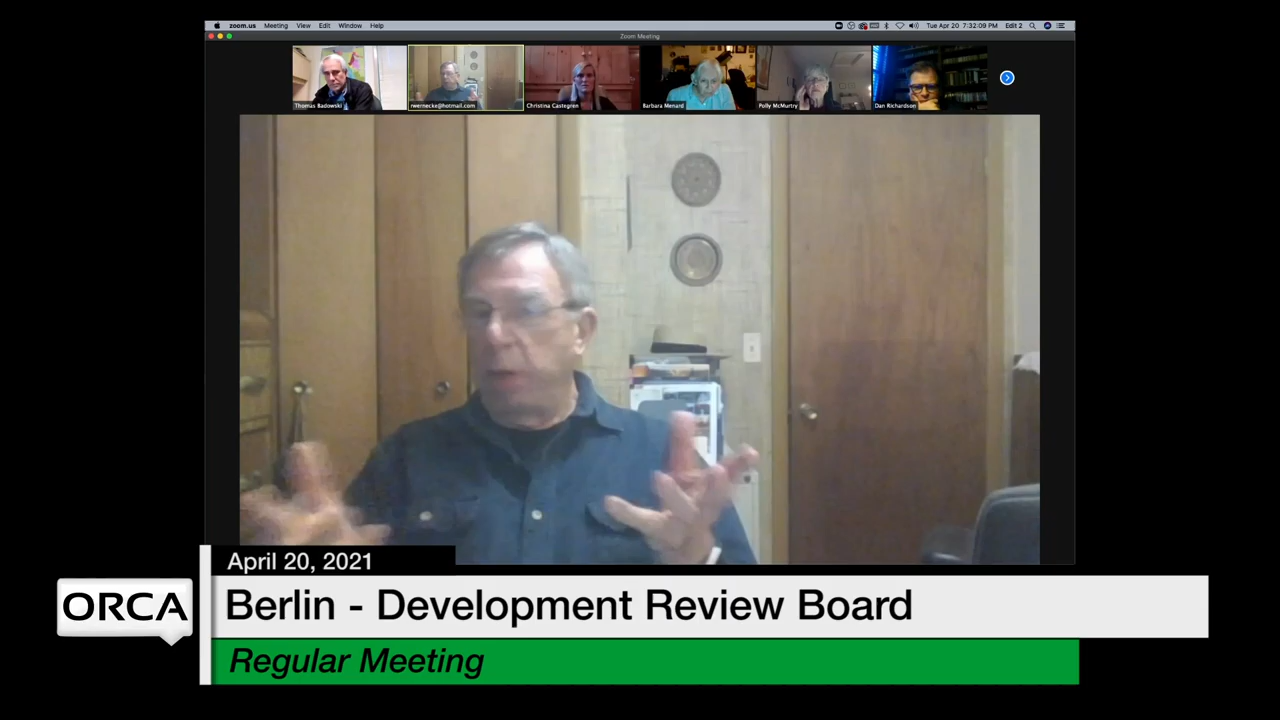 zoom.us Meeting View Edit Window Help Tue Apr 20 7:32:09 PM Edit 2
Zoom Meeting
Thomas Badowski rwernecke@hotmail.com Christina Castegren Barbara Menard Polly McMurtry Dan Richardson
April 20, 2021
ORCA
Berlin - Development Review Board
Regular Meeting